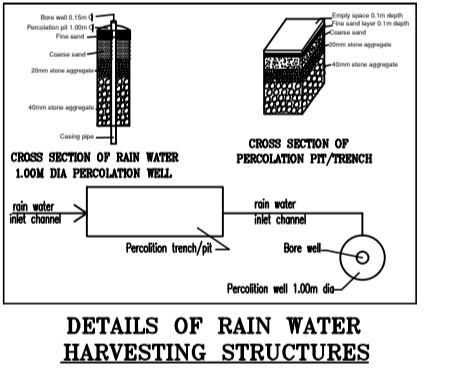 Bore well 0.15m
Percolation pit 1.00m
Fine sand
Coarse sand
20mm stone aggregate
40mm stone aggregate
Casing pipe
CROSS SECTION OF RAIN WATER
1.00M DIA PERCOLATION WELL
Empty space 0.1m depth
Fine sand layer 0.1m depth
Coarse sand
20mm stone aggregate
40mm stone aggregate
CROSS SECTION OF
PERCOLATION PIT/TRENCH
rain water
inlet channel
Percolition trench/pit
rain water
inlet channel
Bore well
Percolition well 1.00m dia
DETAILS OF RAIN WATER
HARVESTING STRUCTURES